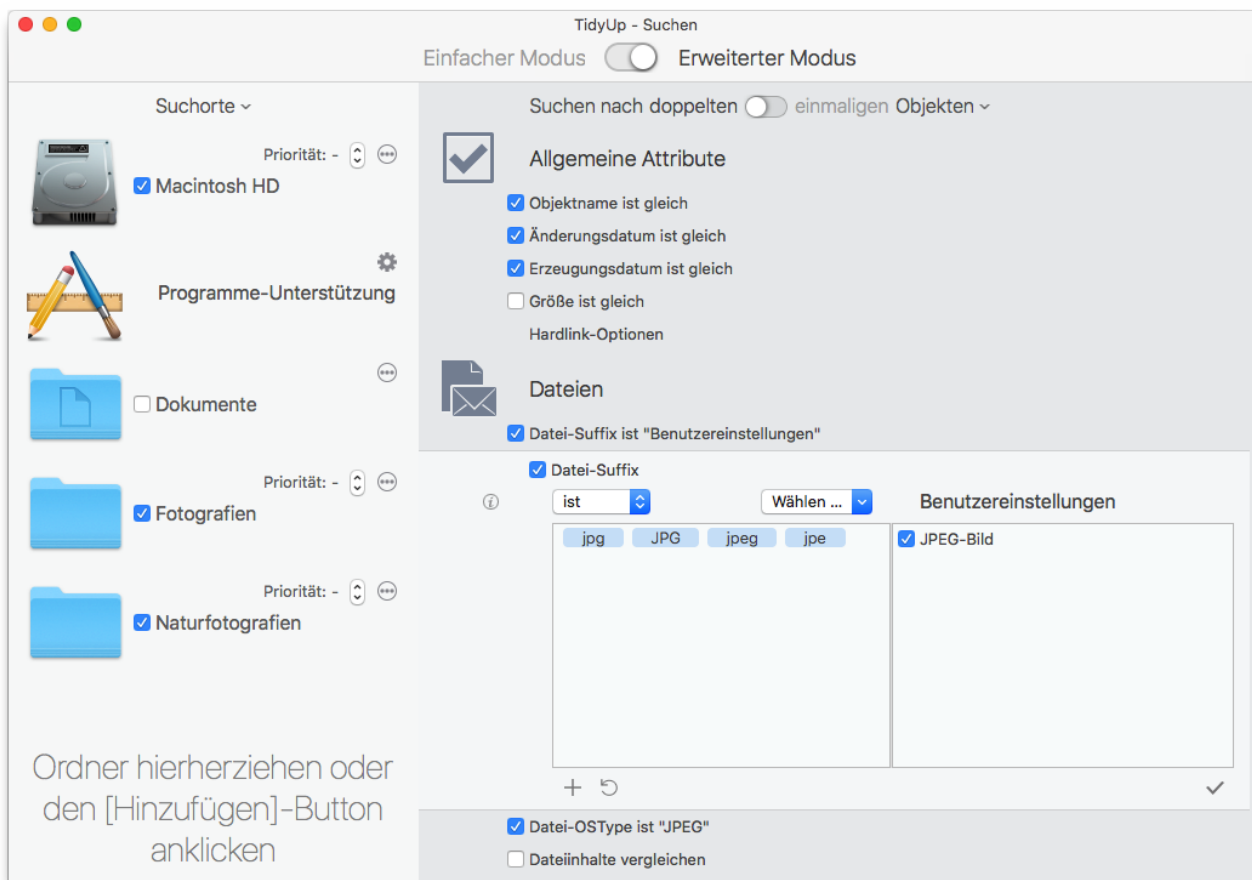 TidyUp - Suchen
Einfacher Modus Erweiterter Modus
Suchorte
Priorität: -
Macintosh HD
Programme-Unterstützung
Dokumente
Priorität: -
Fotografien
Priorität: -
Naturfotografien
Ordner hierherziehen oder
den [Hinzufügen]-Button
anklicken
Suchen nach doppelten einmaligen Objekten
Allgemeine Attribute
Objektname ist gleich
Änderungsdatum ist gleich
Erzeugungsdatum ist gleich
Größe ist gleich
Hardlink-Optionen
Dateien
Datei-Suffix ist "Benutzereinstellungen"
Datei-Suffix
ist Wählen ... Benutzereinstellungen
jpg JPG jpeg jpe JPEG-Bild
Datei-OSType ist "JPEG"
Dateiinhalte vergleichen